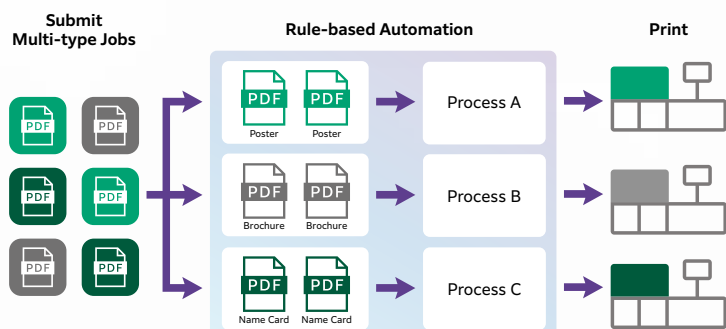 Submit
Multi-type Jobs
Rule-based Automation
Print
PDF
PDF
PDF
PDF
PDF
PDF
PDF
PDF
Poster
Poster
Process A
PDF
PDF
Brochure
Brochure
Process B
PDF
PDF
Name Card
Name Card
Process C